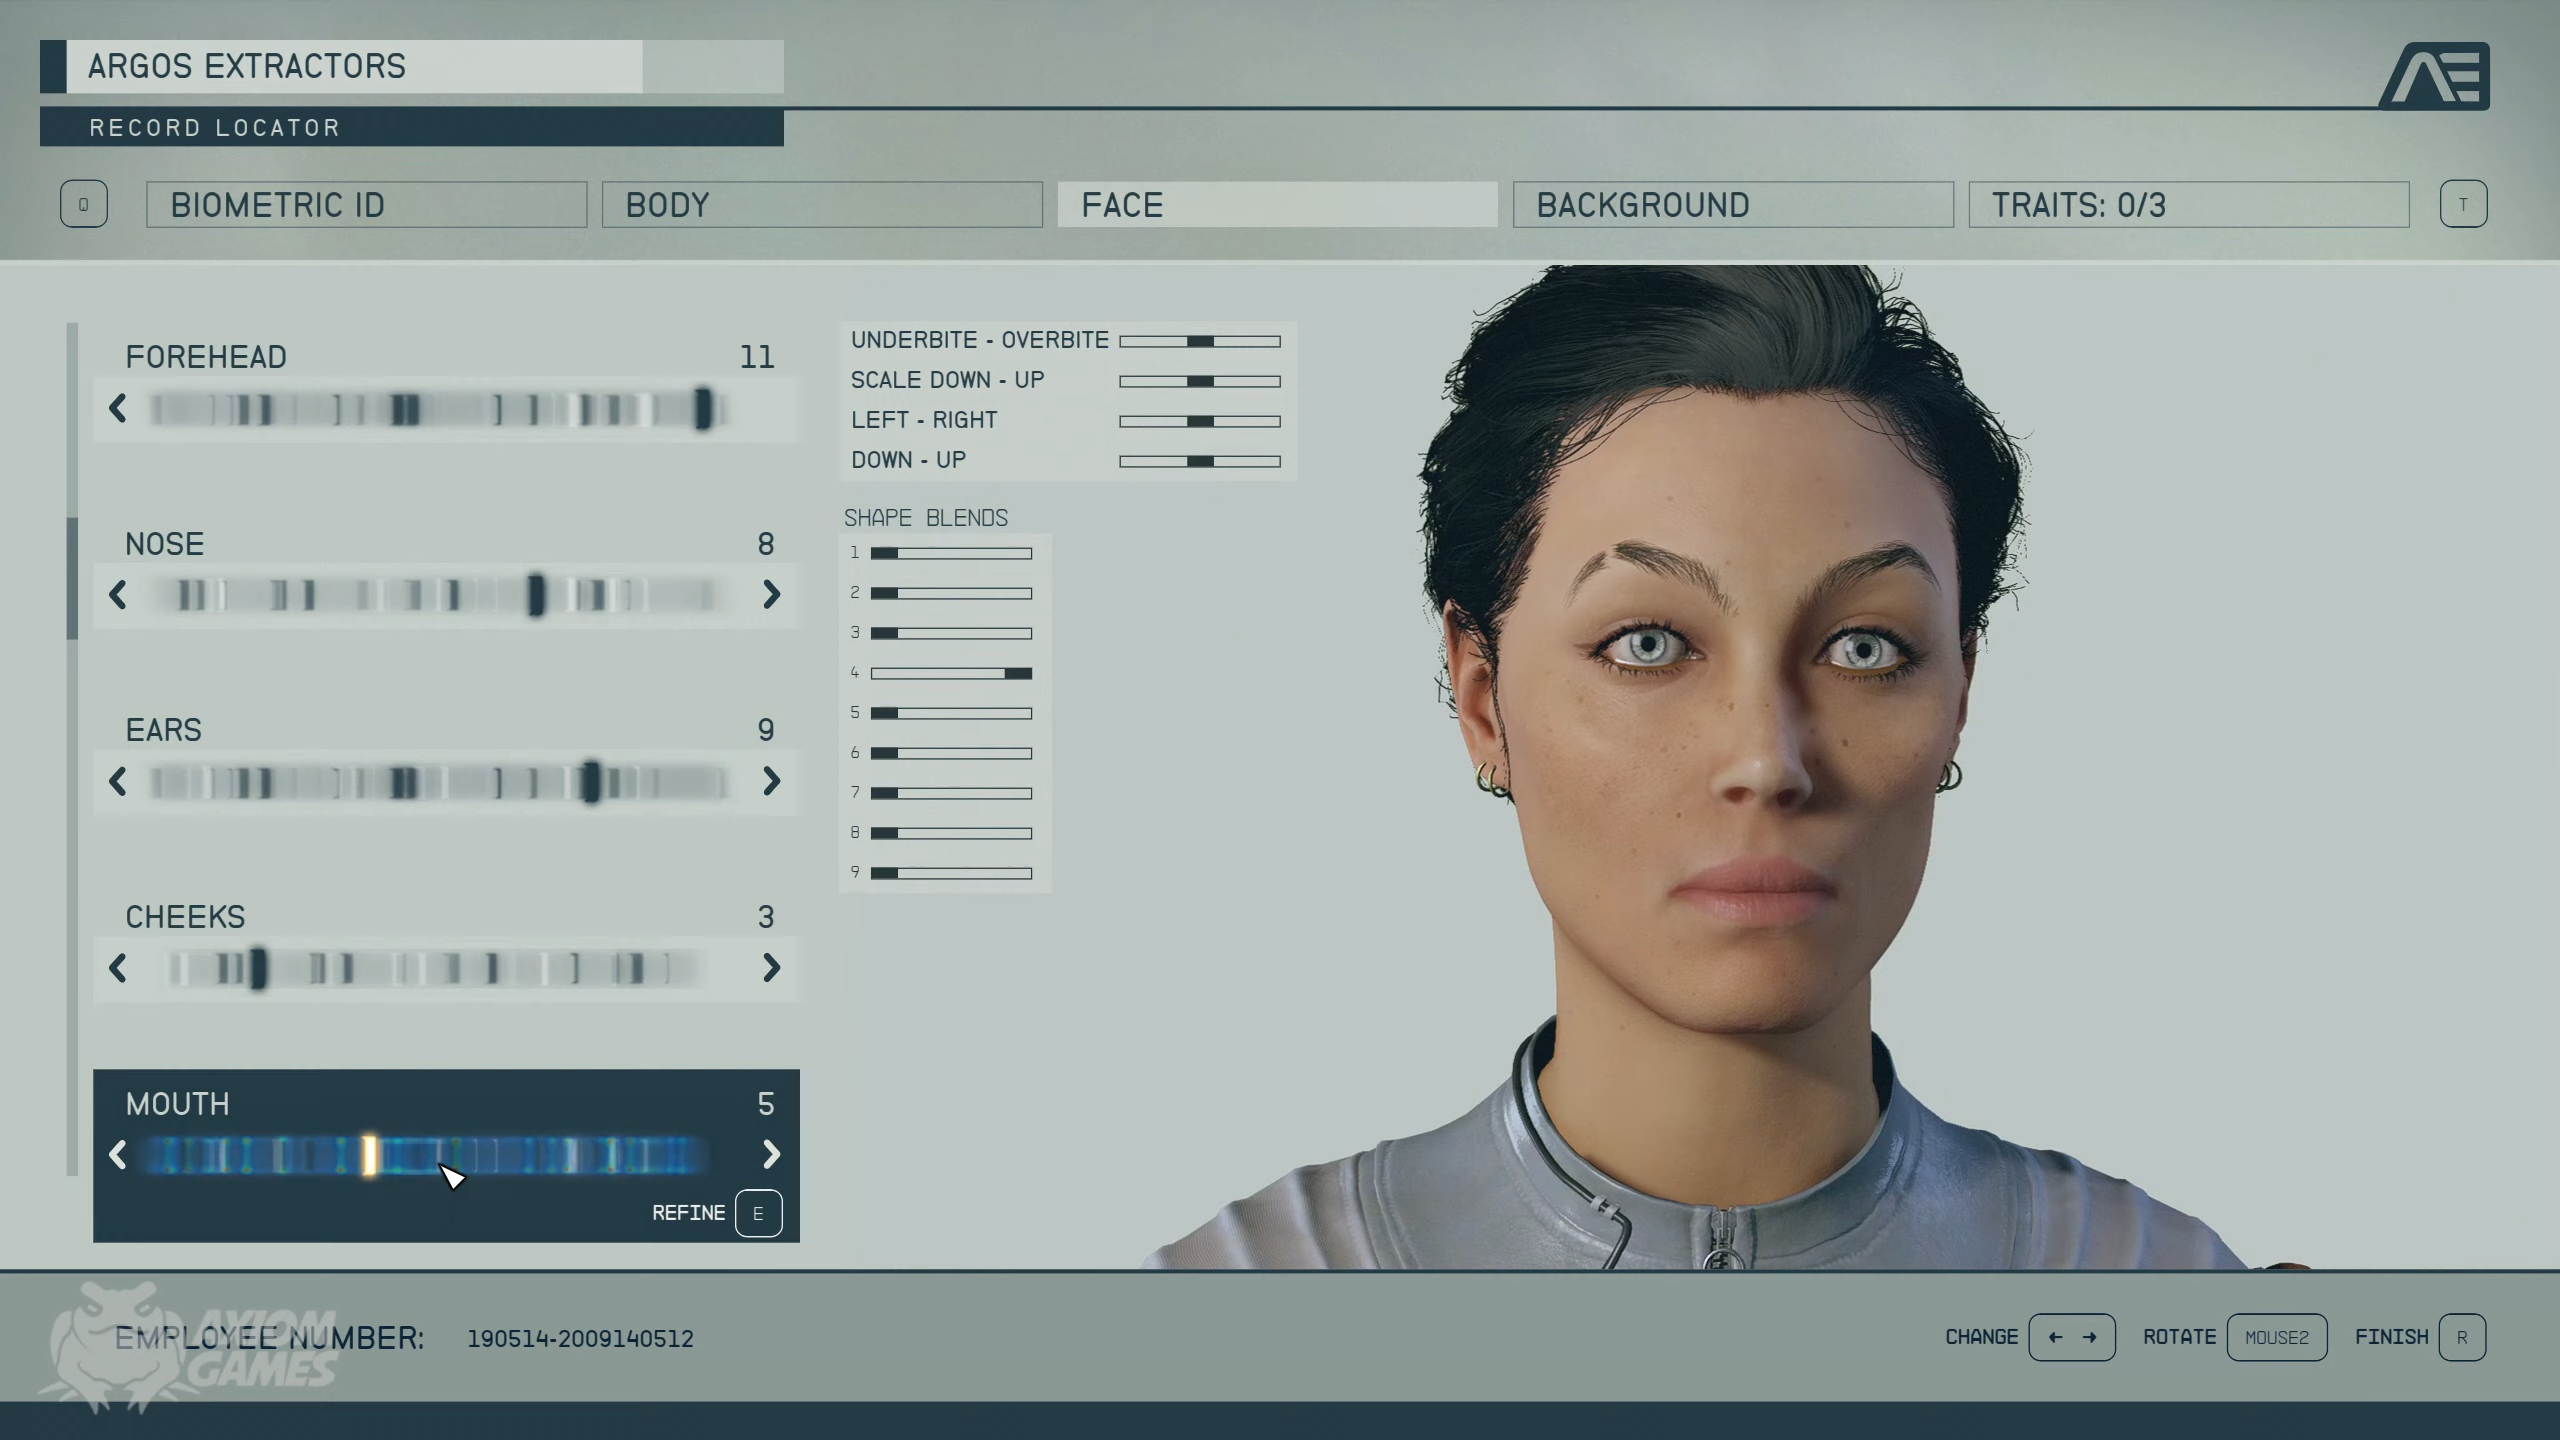 ARGOS EXTRACTORS
RECORD LOCATOR
Q BIOMETRIC ID BODY FACE BACKGROUND TRAITS: 0/3 T
FOREHEAD 11
NOSE 8
EARS 9
CHEEKS 3
MOUTH 5
REFINE E
UNDERBITE - OVERBITE
SCALE DOWN - UP
LEFT - RIGHT
DOWN - UP
SHAPE BLENDS
1
2
3
4
5
6
7
8
9
AXIOM
GAMES
EMPLOYEE NUMBER: 190514-2009140512
CHANGE ← → ROTATE MOUSE2 FINISH R